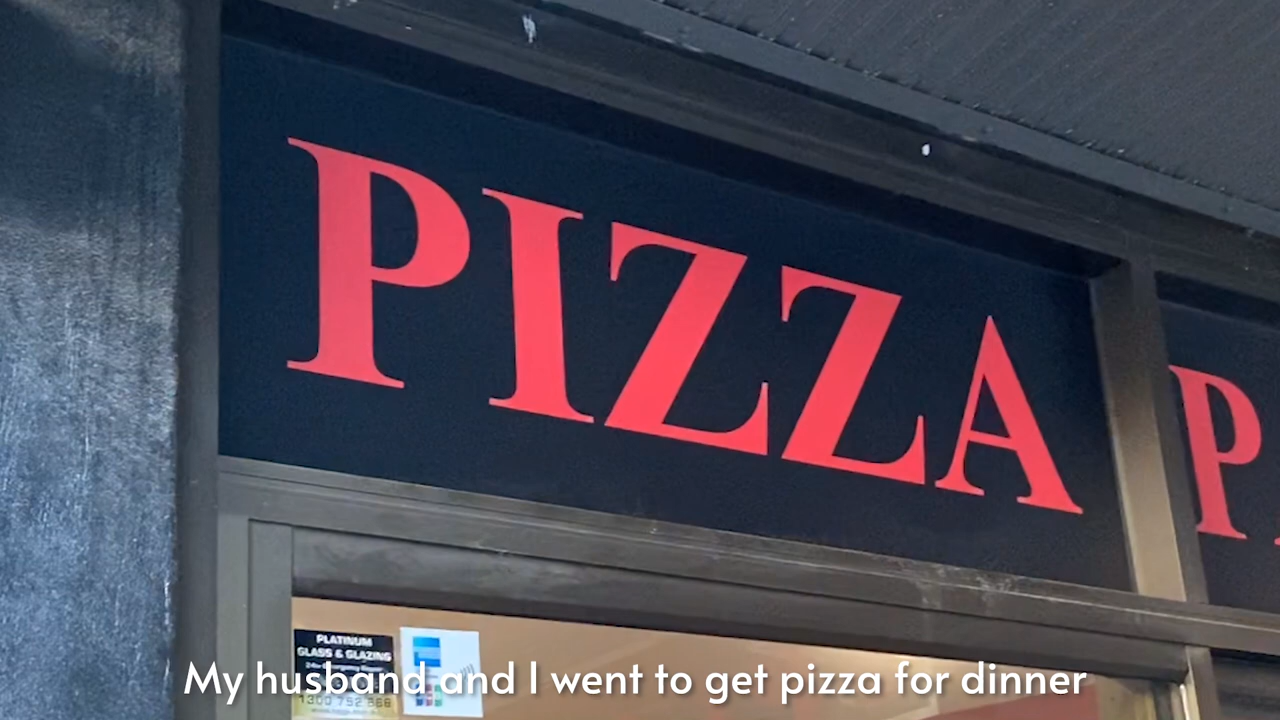 PIZZA
P
PLATINUM
GLASS & GLAZING
My husband and I went to get pizza for dinner